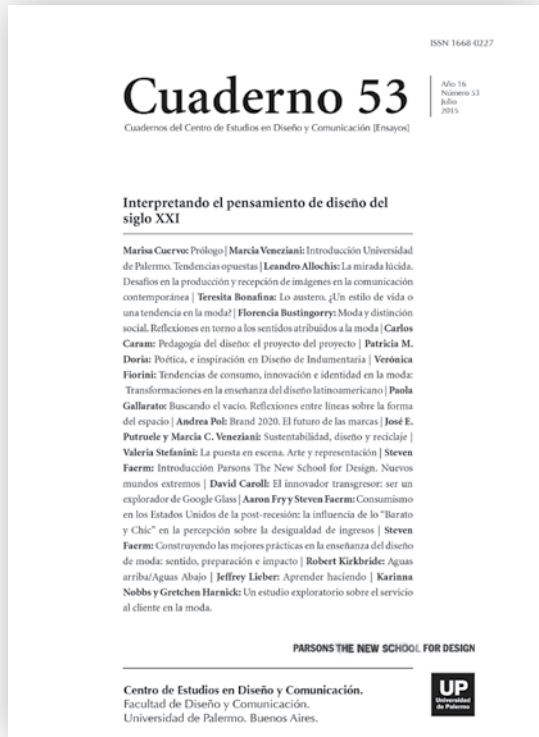 ISSN 1668 0227
Cuaderno 53
Cuadernos del Centro de Estudios en Diseño y Comunicación [Ensayos]
Año 16
Número 53
Julio
2015
Interpretando el pensamiento de diseño del
siglo XXI
Marisa Cuervo: Prólogo | Marcia Veneziani: Introducción Universidad
de Palermo. Tendencias opuestas | Leandro Allochis: La mirada lúcida.
Desafíos en la producción y recepción de imágenes en la comunicación
contemporánea | Teresita Bonafina: Lo austero. ¿Un estilo de vida o
una tendencia en la moda? | Florencia Bustingorry: Moda y distinción
social. Reflexiones en torno a los sentidos atribuidos a la moda | Carlos
Caram: Pedagogía del diseño: el proyecto del proyecto | Patricia M.
Doria: Poética, e inspiración en Diseño de Indumentaria | Verónica
Fiorini: Tendencias de consumo, innovación e identidad en la moda:
Transformaciones en la enseñanza del diseño latinoamericano | Paola
Gallarato: Buscando el vacío. Reflexiones entre líneas sobre la forma
del espacio | Andrea Pol: Brand 2020. El futuro de las marcas | José E.
Putruele y Marcia C. Veneziani: Sustentabilidad, diseño y reciclaje |
Valeria Stefanini: La puesta en escena. Arte y representación | Steven
Faerm: Introducción Parsons The New School for Design. Nuevos
mundos extremos | David Caroll: El innovador transgresor: ser un
explorador de Google Glass | Aaron Fry y Steven Faerm: Consumismo
en los Estados Unidos de la post-recesión: la influencia de lo "Barato
y Chic" en la percepción sobre la desigualdad de ingresos | Steven
Faerm: Construyendo las mejores prácticas en la enseñanza del diseño
de moda: sentido, preparación e impacto | Robert Kirkbride: Aguas
arriba/Aguas Abajo | Jeffrey Lieber: Aprender haciendo | Karinna
Nobbs y Gretchen Harnick: Un estudio exploratorio sobre el servicio
al cliente en la moda.
PARSONS THE NEW SCHOOL FOR DESIGN
Centro de Estudios en Diseño y Comunicación.
Facultad de Diseño y Comunicación.
Universidad de Palermo. Buenos Aires.
UP
Universidad
de Palermo